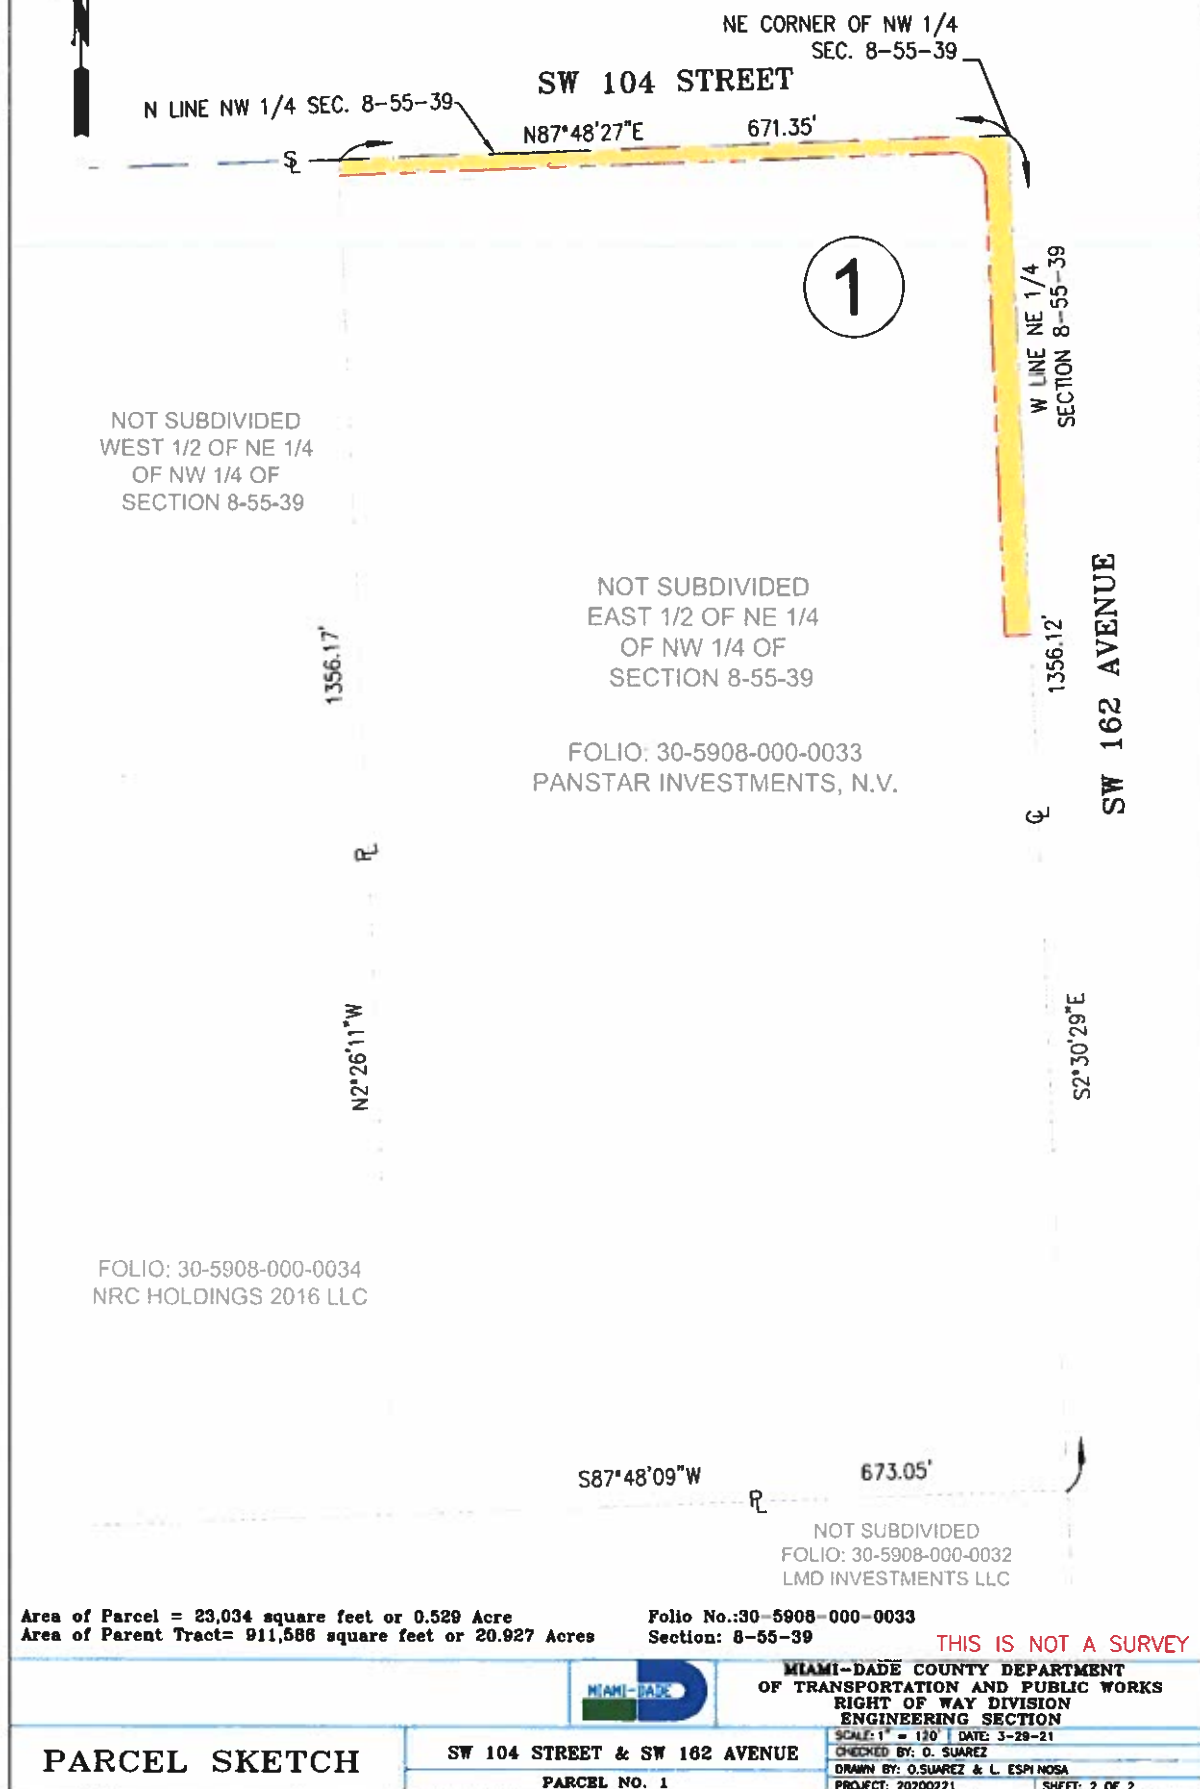 N
NE CORNER OF NW 1/4
SEC. 8-55-39
SW 104 STREET
N LINE NW 1/4 SEC. 8-55-39
N87°48'27"E 671.35'
1
W LINE NE 1/4
SECTION 8-55-39
NOT SUBDIVIDED
WEST 1/2 OF NE 1/4
OF NW 1/4 OF
SECTION 8-55-39
NOT SUBDIVIDED
EAST 1/2 OF NE 1/4
OF NW 1/4 OF
SECTION 8-55-39
1356.17'
1356.12'
SW 162 AVENUE
FOLIO: 30-5908-000-0033
PANSTAR INVESTMENTS, N.V.
N2°26'11"W
S2°30'29"E
FOLIO: 30-5908-000-0034
NRC HOLDINGS 2016 LLC
S87°48'09"W 673.05'
NOT SUBDIVIDED
FOLIO: 30-5908-000-0032
LMD INVESTMENTS LLC
Area of Parcel = 23,034 square feet or 0.529 Acre
Area of Parent Tract= 911,586 square feet or 20.927 Acres
Folio No.:30-5908-000-0033
Section: 8-55-39
THIS IS NOT A SURVEY
MIAMI-DADE
MIAMI-DADE COUNTY DEPARTMENT
OF TRANSPORTATION AND PUBLIC WORKS
RIGHT OF WAY DIVISION
ENGINEERING SECTION
PARCEL SKETCH
SW 104 STREET & SW 162 AVENUE
PARCEL NO. 1
SCALE: 1" = 120' DATE: 3-29-21
CHECKED BY: O. SUAREZ
DRAWN BY: O.SUAREZ & L. ESPINOSA
PROJECT: 20200221 SHEET: 2 OF 2